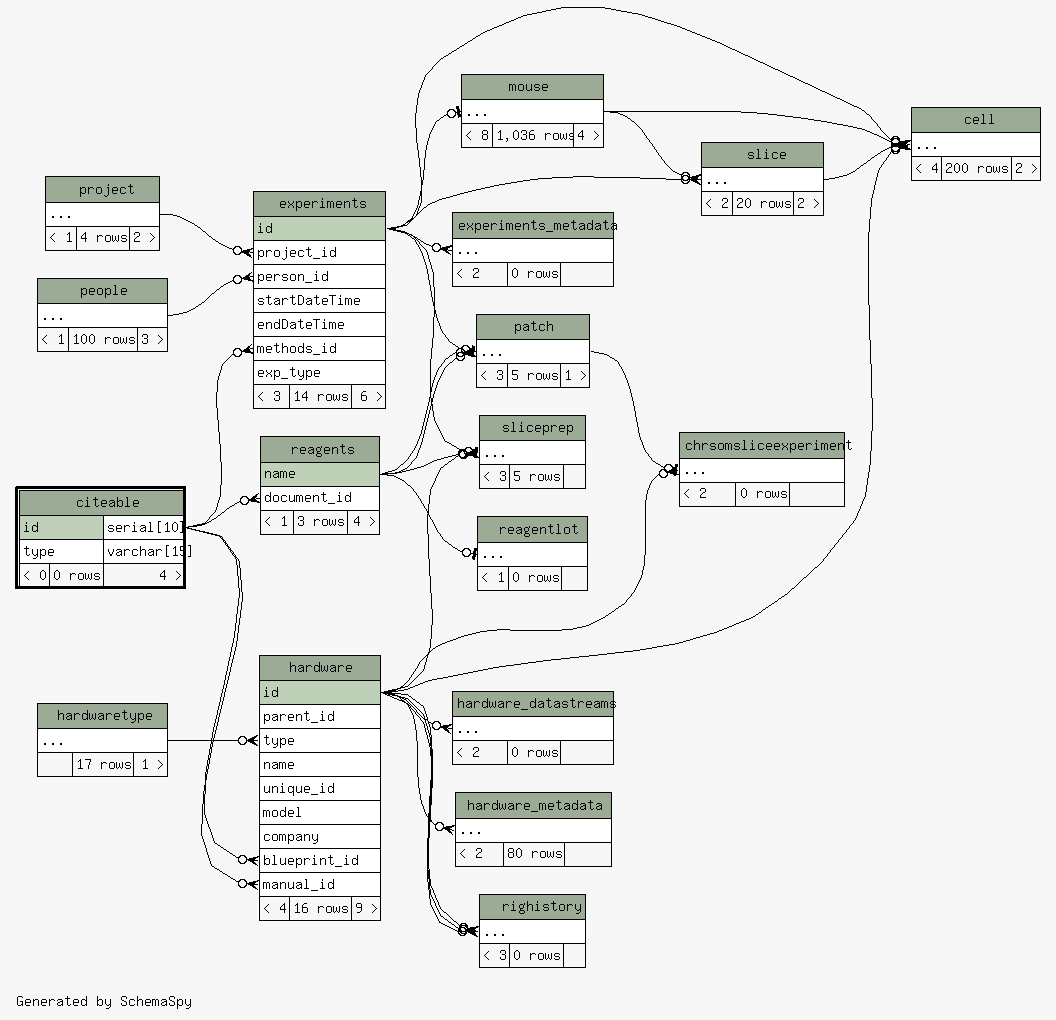 mouse
...
< 8 1,036 rows 4 >
cell
...
< 4 200 rows 2 >
slice
...
< 2 20 rows 2 >
project
...
< 1 4 rows 2 >
experiments
id
project_id
person_id
startDateTime
endDateTime
methods_id
exp_type
< 3 14 rows 6 >
experiments_metadata
...
< 2 0 rows
people
...
< 1 100 rows 3 >
patch
...
< 3 5 rows 1 >
sliceprep
...
< 3 5 rows
chrsomsliceexperiment
...
< 2 0 rows
reagents
name
document_id
< 1 3 rows 4 >
citeable
id serial[10]
type varchar[15]
< 0 0 rows 4 >
reagentlot
...
< 1 0 rows
hardware
id
parent_id
type
name
unique_id
model
company
blueprint_id
manual_id
< 4 16 rows 9 >
hardwaretype
...
17 rows 1 >
hardware_datastreams
...
< 2 0 rows
hardware_metadata
...
< 2 80 rows
righistory
...
< 3 0 rows
Generated by SchemaSpy